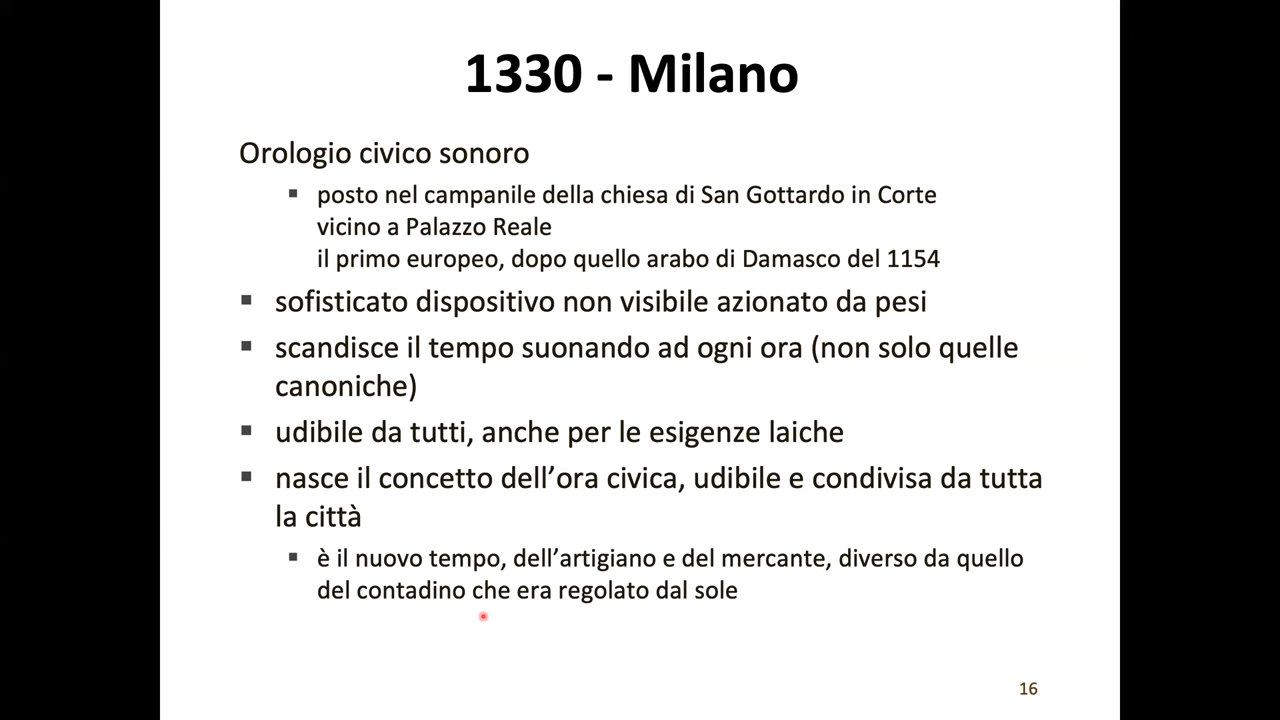 1330 - Milano
Orologio civico sonoro
▪ posto nel campanile della chiesa di San Gottardo in Corte
vicino a Palazzo Reale
il primo europeo, dopo quello arabo di Damasco del 1154
▪ sofisticato dispositivo non visibile azionato da pesi
▪ scandisce il tempo suonando ad ogni ora (non solo quelle
canoniche)
▪ udibile da tutti, anche per le esigenze laiche
▪ nasce il concetto dell’ora civica, udibile e condivisa da tutta
la città
▪ è il nuovo tempo, dell’artigiano e del mercante, diverso da quello
del contadino che era regolato dal sole
16